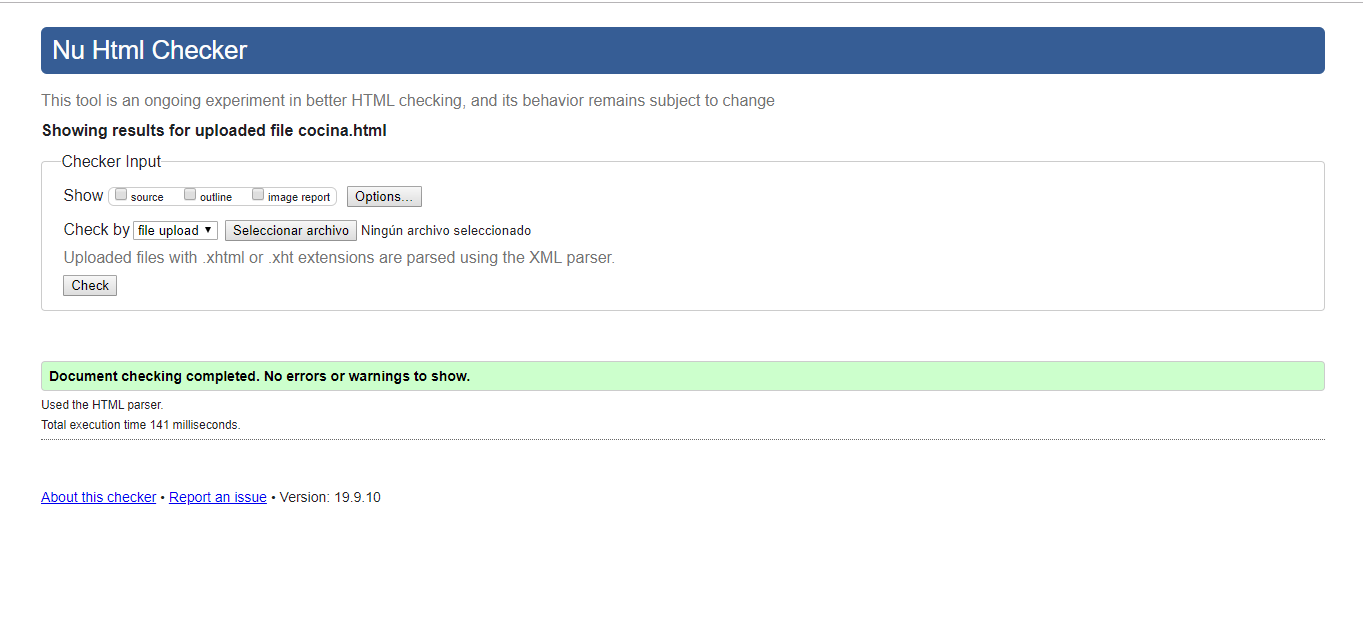 Nu Html Checker
This tool is an ongoing experiment in better HTML checking, and its behavior remains subject to change
Showing results for uploaded file cocina.html
Checker Input
Show source outline image report Options...
Check by file upload Seleccionar archivo Ningún archivo seleccionado
Uploaded files with .xhtml or .xht extensions are parsed using the XML parser.
Check
Document checking completed. No errors or warnings to show.
Used the HTML parser.
Total execution time 141 milliseconds.
About this checker • Report an issue • Version: 19.9.10